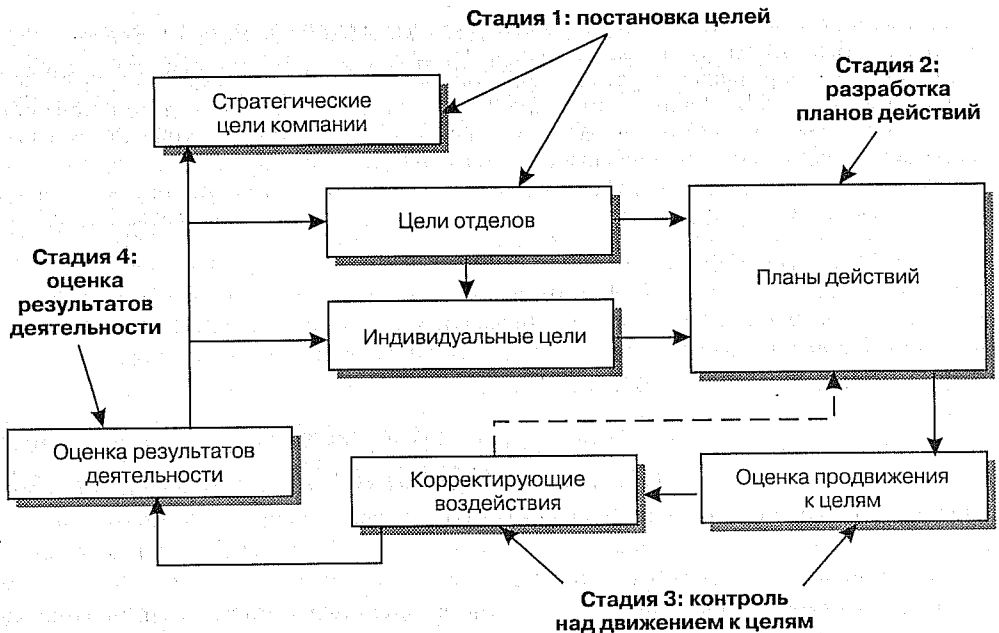 Стадия 1: постановка целей
Стратегические
цели компании
Стадия 2:
разработка
планов действий
Цели отделов
Стадия 4:
оценка
результатов
деятельности
Планы действий
Индивидуальные цели
Оценка результатов
деятельности
Корректирующие
воздействия
Оценка продвижения
к целям
Стадия 3: контроль
над движением к целям